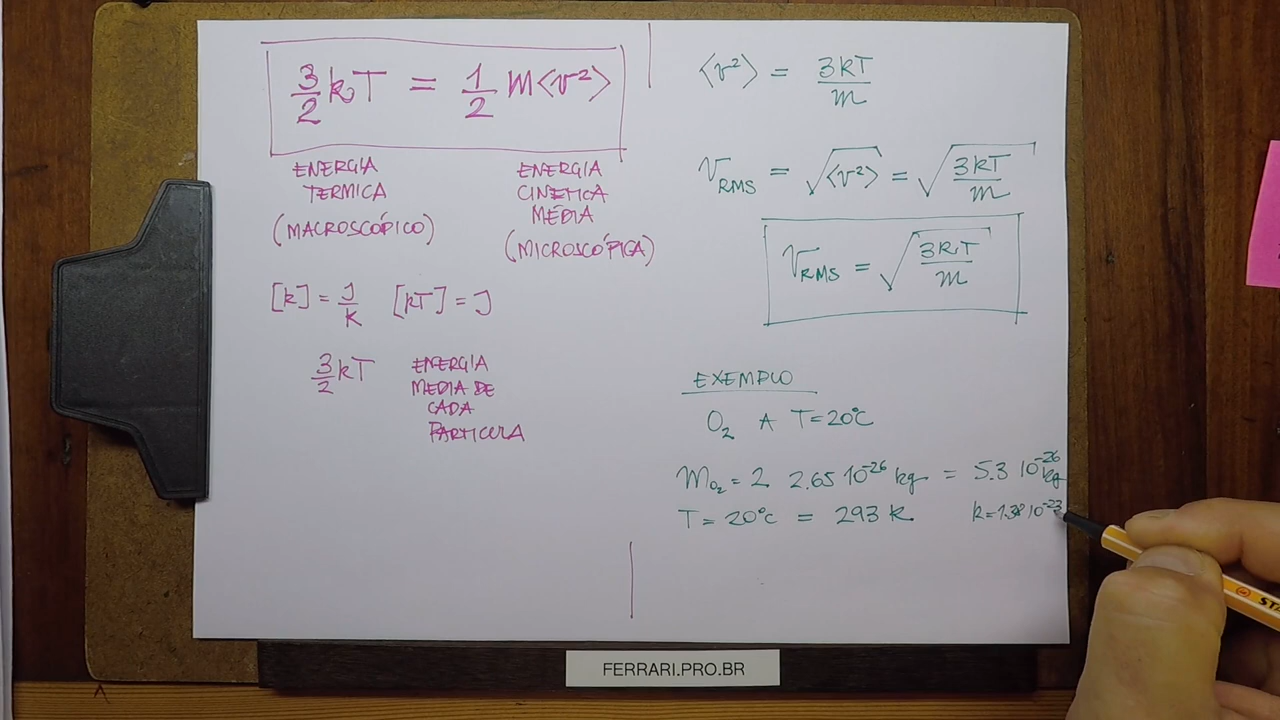 3/2 kT = 1/2 m⟨v²⟩
ENERGIA
TERMICA
(MACROSCÓPICO)
ENERGIA
CINETICA
MÉDIA
(MICROSCÓPICA)
[k] = J/K [kT] = J
3/2 kT
ENERGIA
MEDIA DE
CADA
PARTICULA
⟨v²⟩ = 3kT/m
v_RMS = √⟨v²⟩ = √(3kT/m)
v_RMS = √(3kT/m)
EXEMPLO
O₂ A T=20°C
m_O₂ = 2 2.65 10⁻²⁶ kg = 5.3 10⁻²⁶ kg
T = 20°C = 293 K k=1.38 10⁻²³
FERRARI.PRO.BR